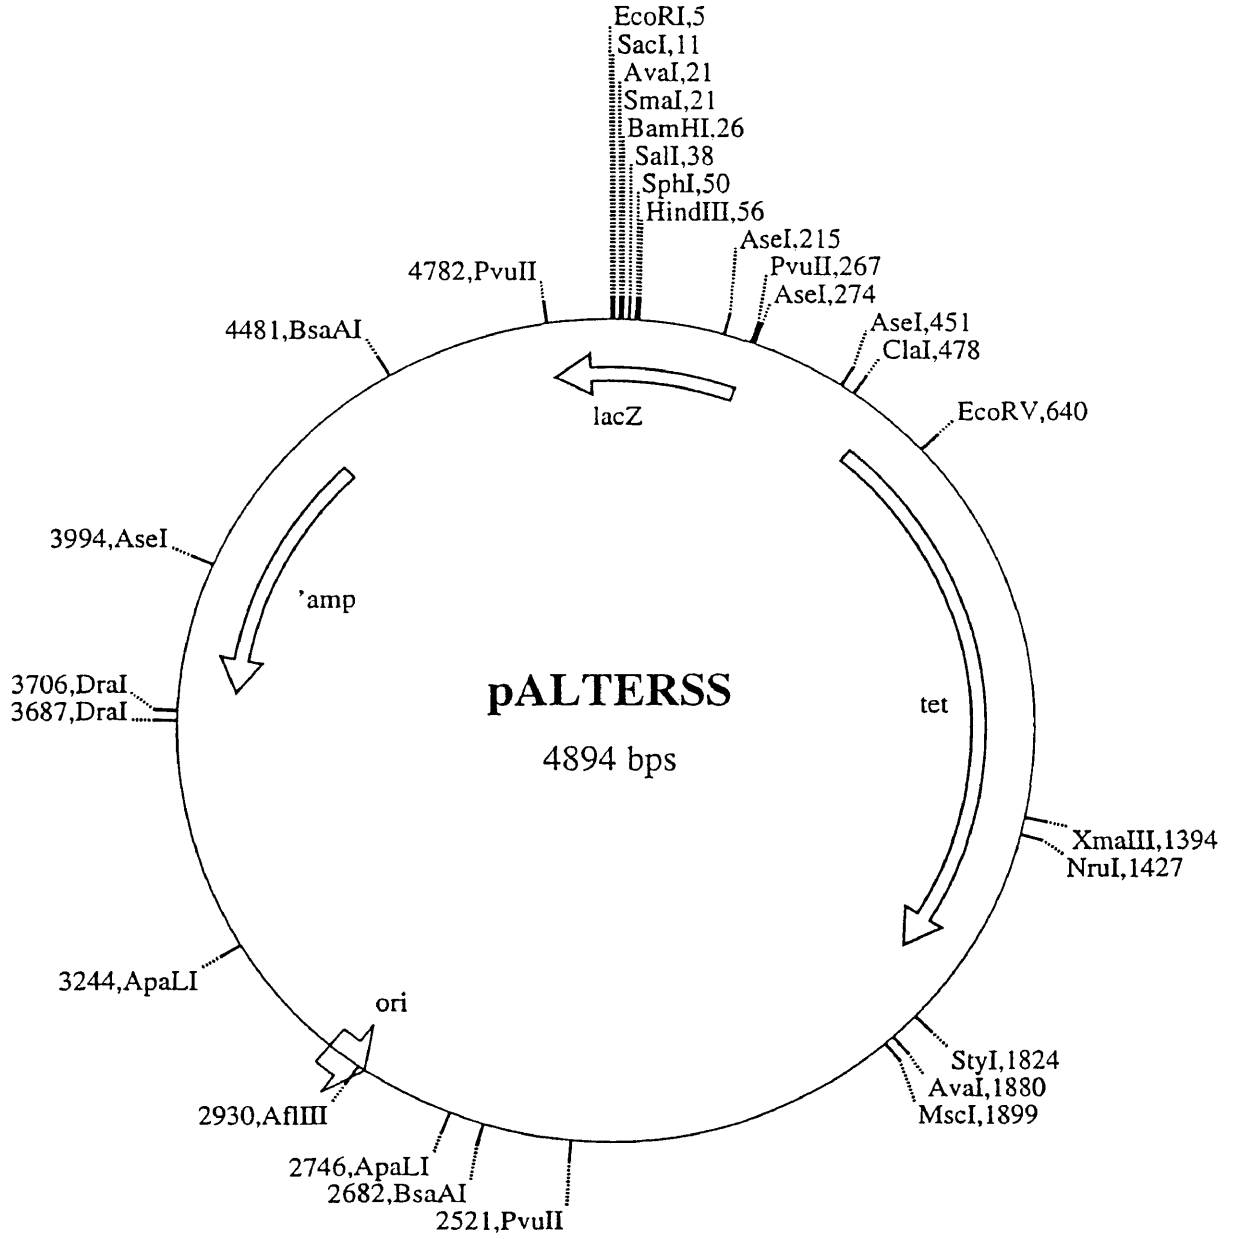 EcoRI,5
SacI,11
AvaI,21
SmaI,21
BamHI,26
SalI,38
SphI,50
HindIII,56
AseI,215
4782,PvuII
PvuII,267
AseI,274
4481,BsaAI
AseI,451
ClaI,478
EcoRV,640
lacZ
3994,AseI
'amp
3706,DraI
3687,DraI
pALTERSS
4894 bps
tet
XmaIII,1394
NruI,1427
3244,ApaLI
ori
StyI,1824
AvaI,1880
MscI,1899
2930,AflIII
2746,ApaLI
2682,BsaAI
2521,PvuII